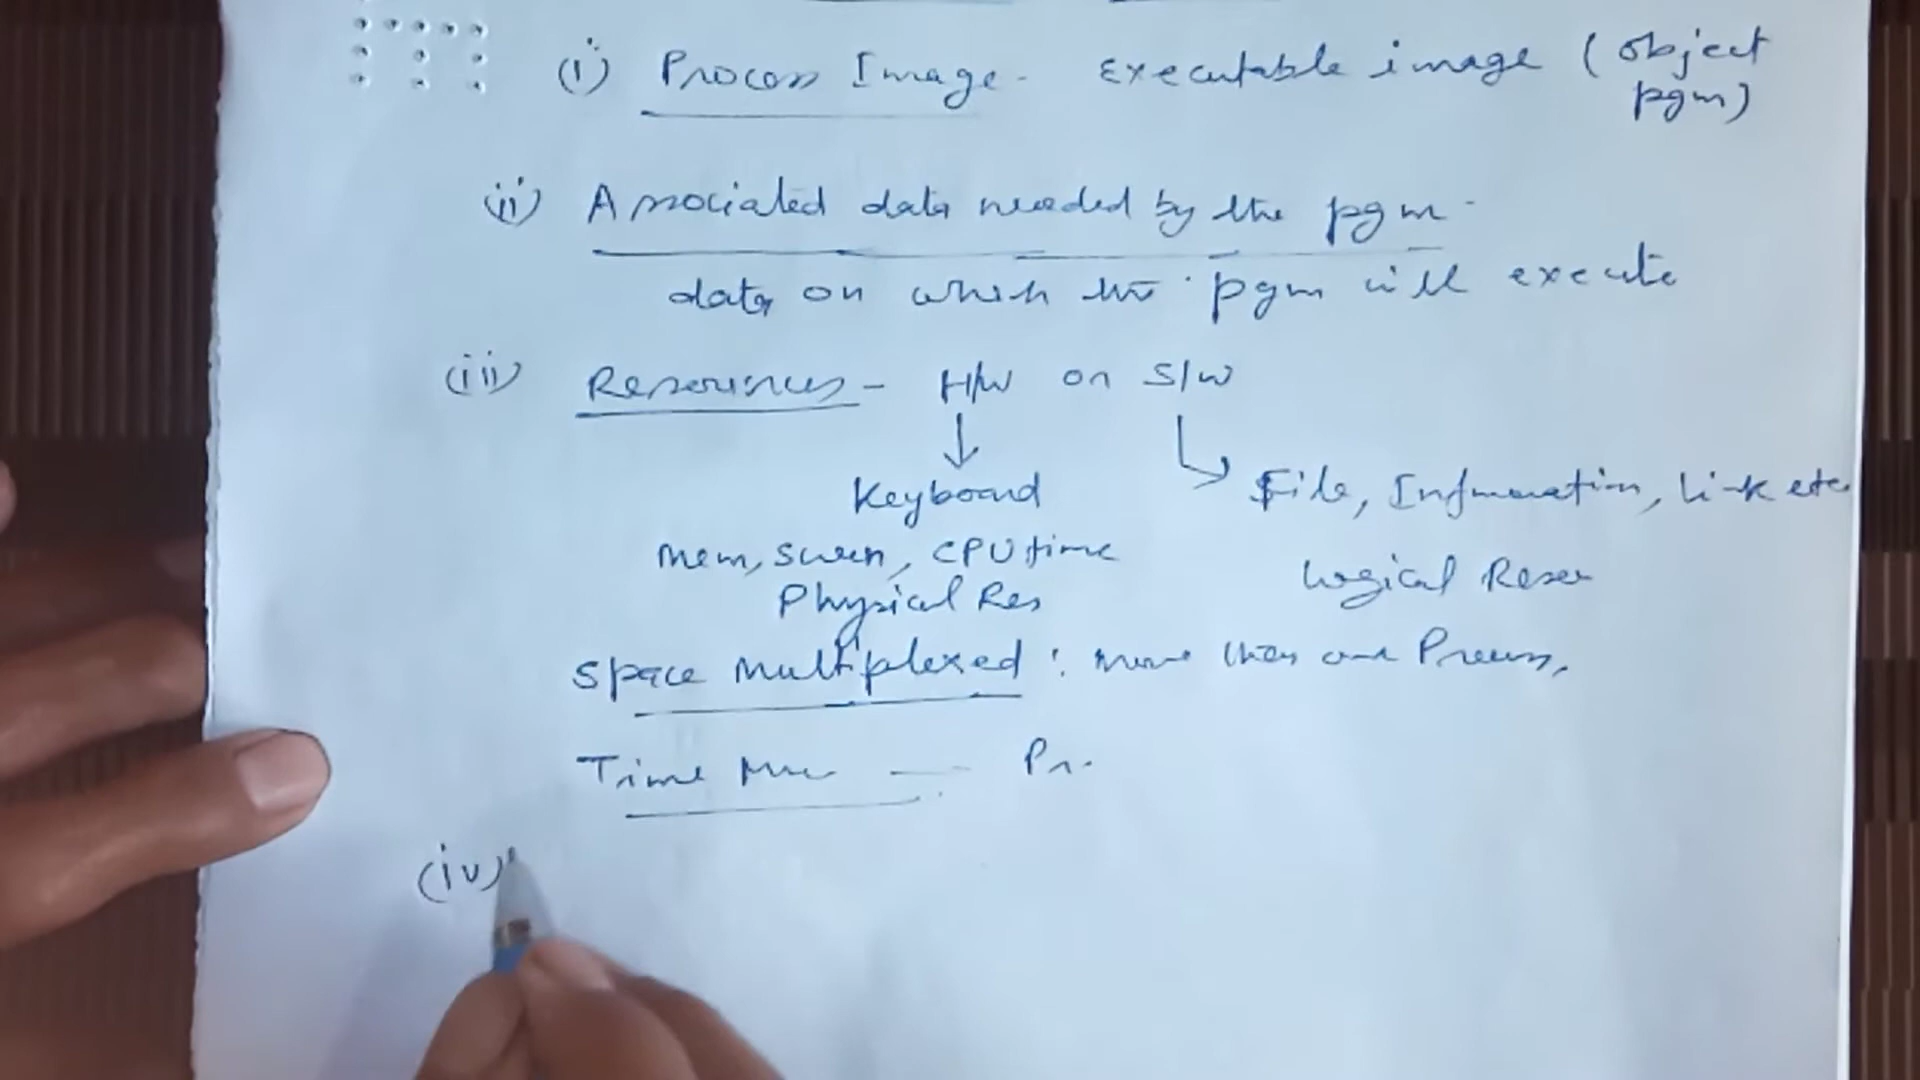 (i) Process Image - Executable image (object
pgm)
ii) Associated data needed by the pgm -
data on which the pgm will execute
(iii) Resources - H/W or S/W
Keyboard
File, Information, Link etc.
Mem, Screen, CPU time
Physical Res
Logical Reso
Space Multiplexed : more than one Process,
Time Mu Pr.
(iv)